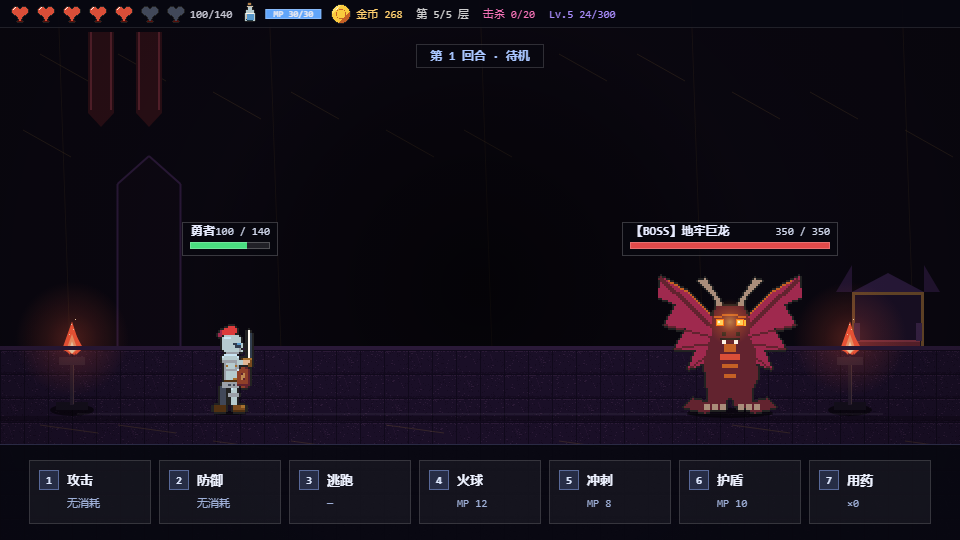 100/140 MP 30/30 金币 268 第 5/5 层 击杀 0/20 Lv.5 24/300
第 1 回合 · 待机
勇者100 / 140
【BOSS】地牢巨龙 350 / 350
1 攻击 2 防御 3 逃跑 4 火球 5 冲刺 6 护盾 7 用药
无消耗 无消耗 — MP 12 MP 8 MP 10 ×0